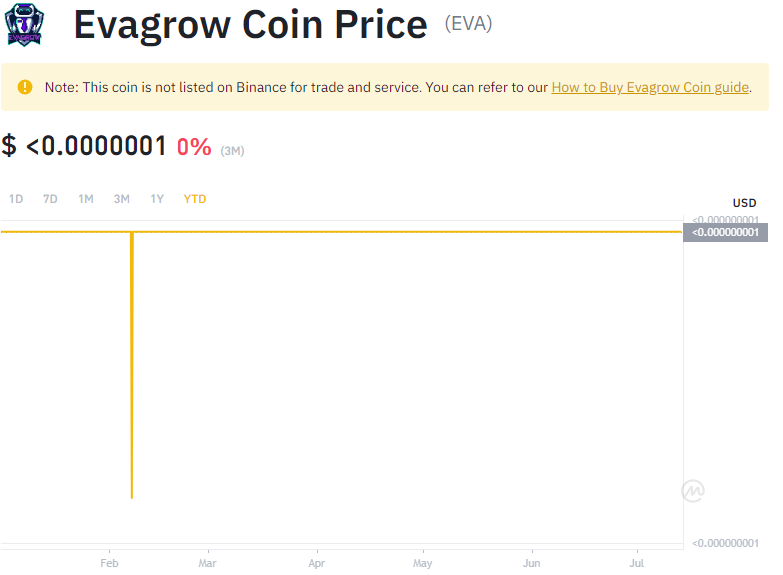 Evagrow Coin Price (EVA)
EVAGROW
Note: This coin is not listed on Binance for trade and service. You can refer to our How to Buy Evagrow Coin guide.
$ <0.0000001 0% (3M)
1D 7D 1M 3M 1Y YTD
USD
<0.000000001
<0.000000001
<0.000000001
Feb Mar Apr May Jun Jul